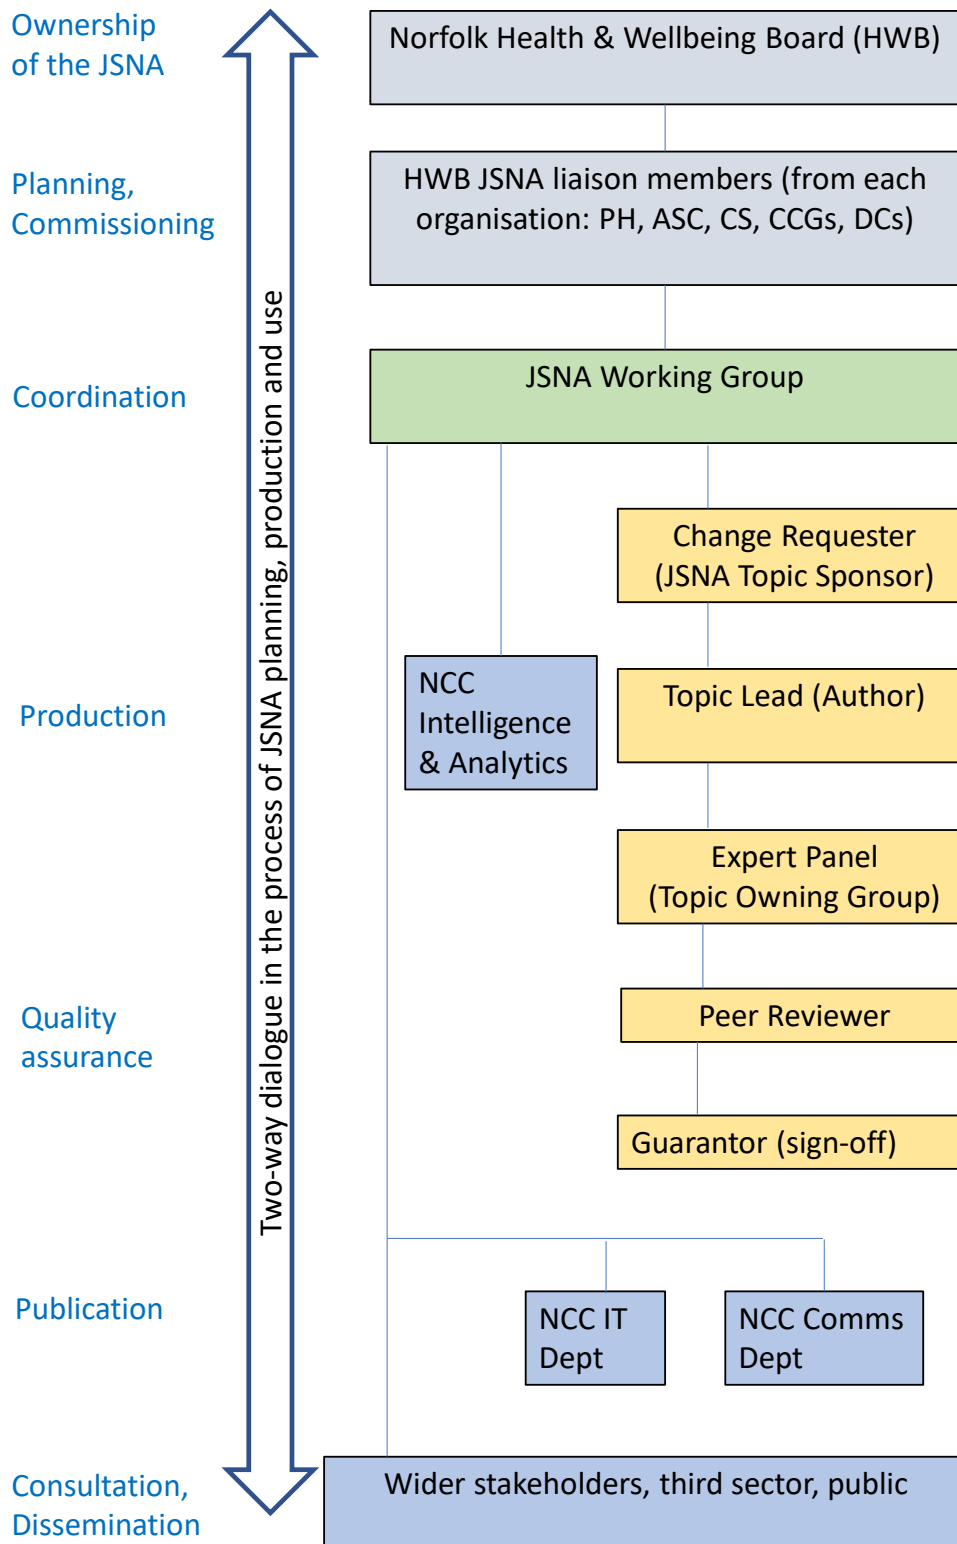 Ownership
of the JSNA
Norfolk Health & Wellbeing Board (HWB)
Planning,
Commissioning
HWB JSNA liaison members (from each
organisation: PH, ASC, CS, CCGs, DCs)
Two-way dialogue in the process of JSNA planning, production and use
Coordination
JSNA Working Group
Change Requester
(JSNA Topic Sponsor)
Production
NCC
Intelligence
& Analytics
Topic Lead (Author)
Expert Panel
(Topic Owning Group)
Quality
assurance
Peer Reviewer
Guarantor (sign-off)
Publication
NCC IT
Dept
NCC Comms
Dept
Consultation,
Dissemination
Wider stakeholders, third sector, public